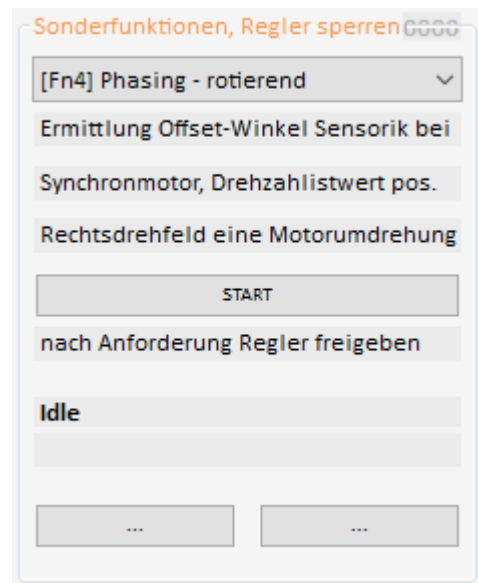 Sonderfunktionen, Regler sperren
[Fn4] Phasing - rotierend
Ermittlung Offset-Winkel Sensorik bei
Synchronmotor, Drehzahlistwert pos.
Rechtsdrehfeld eine Motorumdrehung
START
nach Anforderung Regler freigeben
Idle
... ...